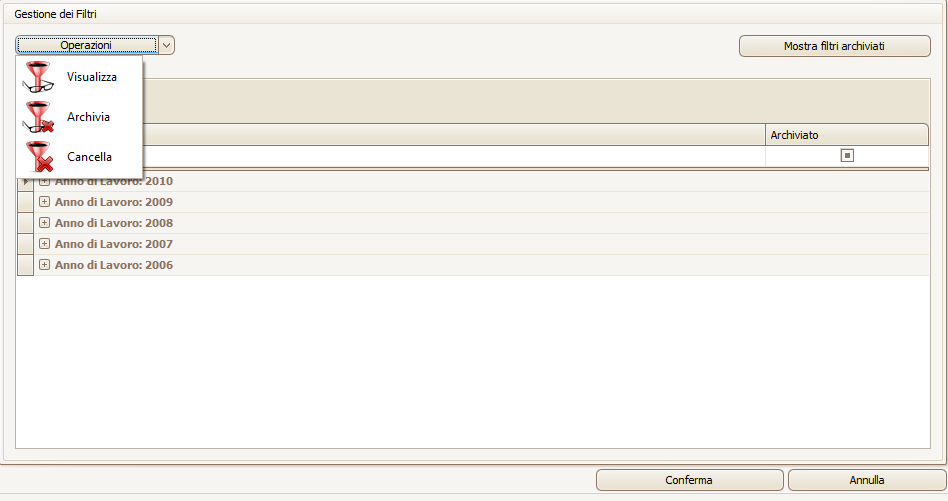 Gestione dei Filtri
Operazioni
Mostra filtri archiviati
Visualizza
Archivia
Cancella
Archiviato
Anno di Lavoro: 2010
Anno di Lavoro: 2009
Anno di Lavoro: 2008
Anno di Lavoro: 2007
Anno di Lavoro: 2006
Conferma
Annulla